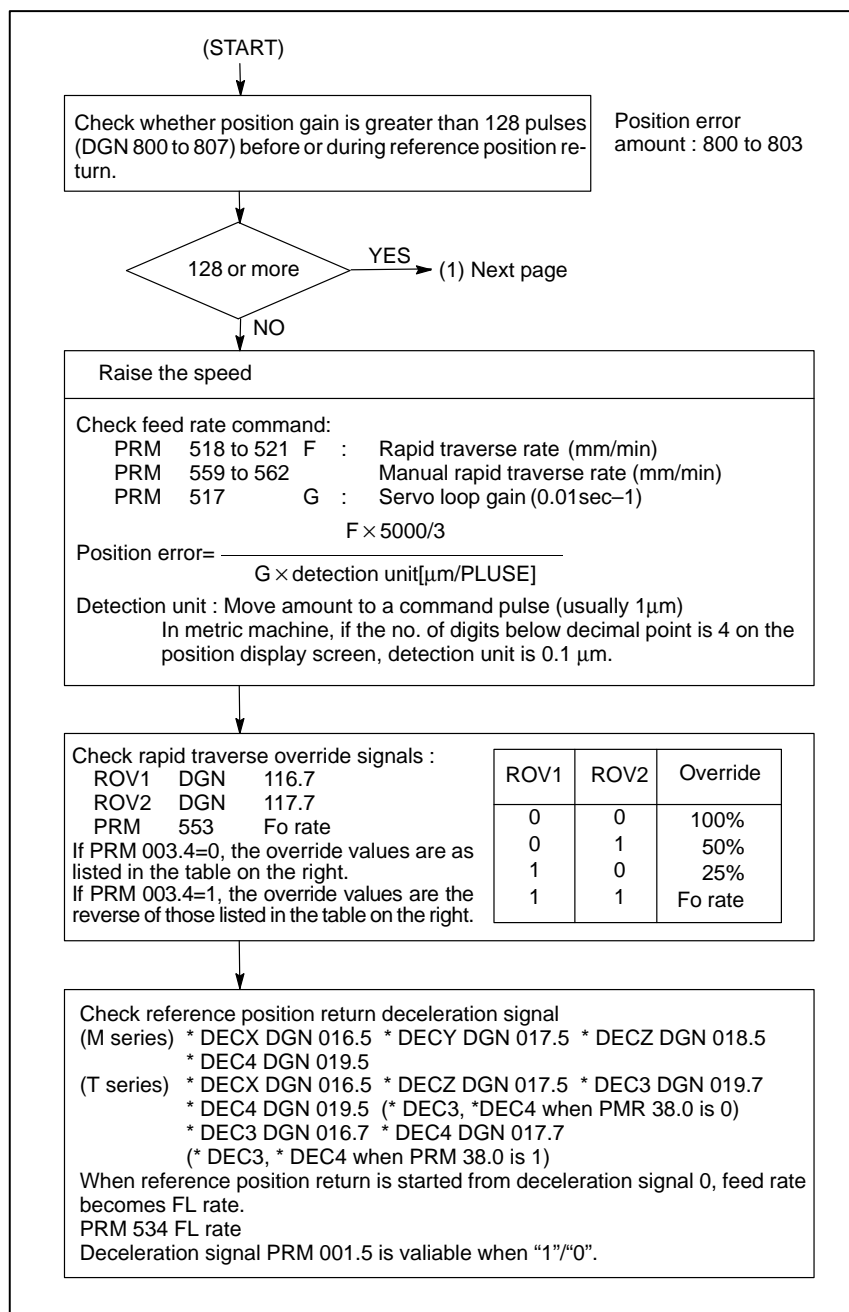 (START)
Check whether position gain is greater than 128 pulses
(DGN 800 to 807) before or during reference position re-
turn.
Position error
amount : 800 to 803
128 or more
YES
(1) Next page
NO
Raise the speed
Check feed rate command:
PRM 518 to 521 F : Rapid traverse rate (mm/min)
PRM 559 to 562 Manual rapid traverse rate (mm/min)
PRM 517 G : Servo loop gain (0.01sec–1)
F × 5000/3
Position error=
G × detection unit[μm/PLUSE]
Detection unit : Move amount to a command pulse (usually 1μm)
In metric machine, if the no. of digits below decimal point is 4 on the
position display screen, detection unit is 0.1 μm.
Check rapid traverse override signals :
ROV1 DGN 116.7
ROV2 DGN 117.7
PRM 553 Fo rate
If PRM 003.4=0, the override values are as
listed in the table on the right.
If PRM 003.4=1, the override values are the
reverse of those listed in the table on the right.
ROV1 ROV2 Override
0 0 100%
0 1 50%
1 0 25%
1 1 Fo rate
Check reference position return deceleration signal
(M series) * DECX DGN 016.5 * DECY DGN 017.5 * DECZ DGN 018.5
* DEC4 DGN 019.5
(T series) * DECX DGN 016.5 * DECZ DGN 017.5 * DEC3 DGN 019.7
* DEC4 DGN 019.5 (* DEC3, *DEC4 when PMR 38.0 is 0)
* DEC3 DGN 016.7 * DEC4 DGN 017.7
(* DEC3, * DEC4 when PRM 38.0 is 1)
When reference position return is started from deceleration signal 0, feed rate
becomes FL rate.
PRM 534 FL rate
Deceleration signal PRM 001.5 is valiable when “1”/“0”.